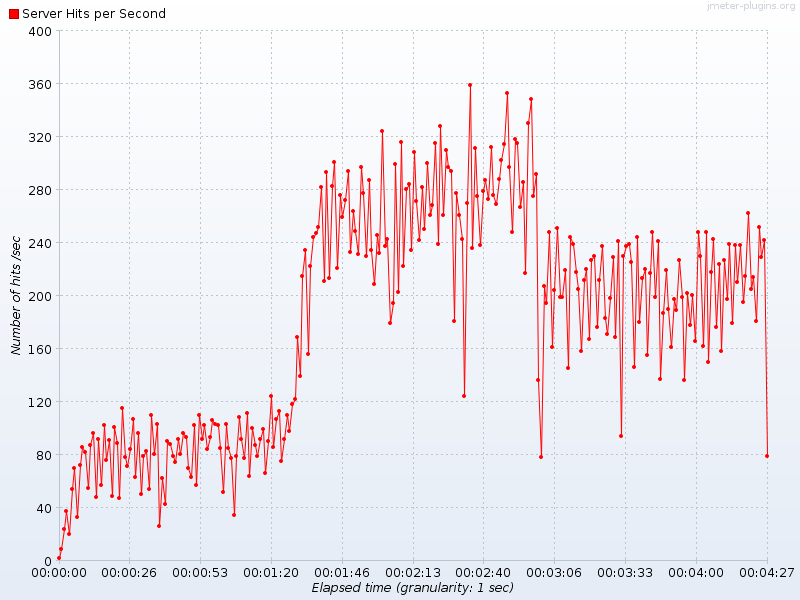 jmeter-plugins.org
Server Hits per Second
400
360
320
280
240
200
160
120
80
40
0
Number of hits /sec
00:00:00 00:00:26 00:00:53 00:01:20 00:01:46 00:02:13 00:02:40 00:03:06 00:03:33 00:04:00 00:04:27
Elapsed time (granularity: 1 sec)